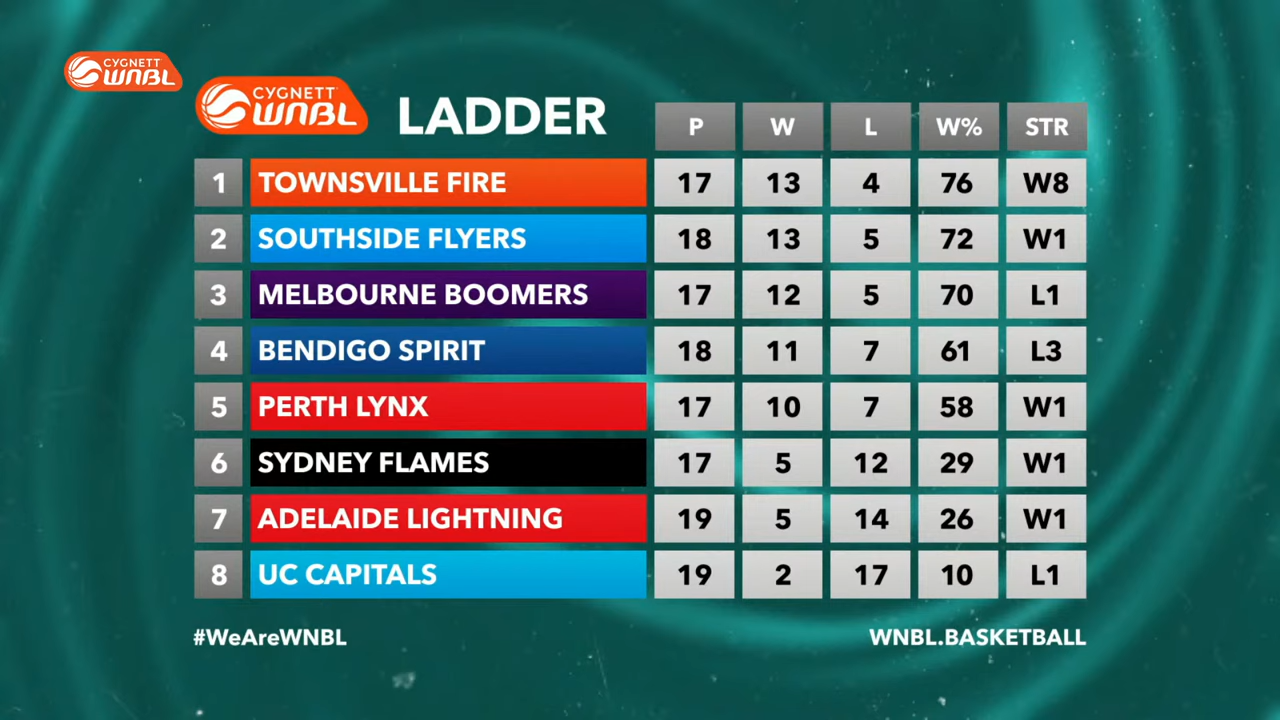 CYGNETT
WNBL
CYGNETT
WNBL
LADDER P W L W% STR
1 TOWNSVILLE FIRE 17 13 4 76 W8
2 SOUTHSIDE FLYERS 18 13 5 72 W1
3 MELBOURNE BOOMERS 17 12 5 70 L1
4 BENDIGO SPIRIT 18 11 7 61 L3
5 PERTH LYNX 17 10 7 58 W1
6 SYDNEY FLAMES 17 5 12 29 W1
7 ADELAIDE LIGHTNING 19 5 14 26 W1
8 UC CAPITALS 19 2 17 10 L1
#WeAreWNBL WNBL.BASKETBALL